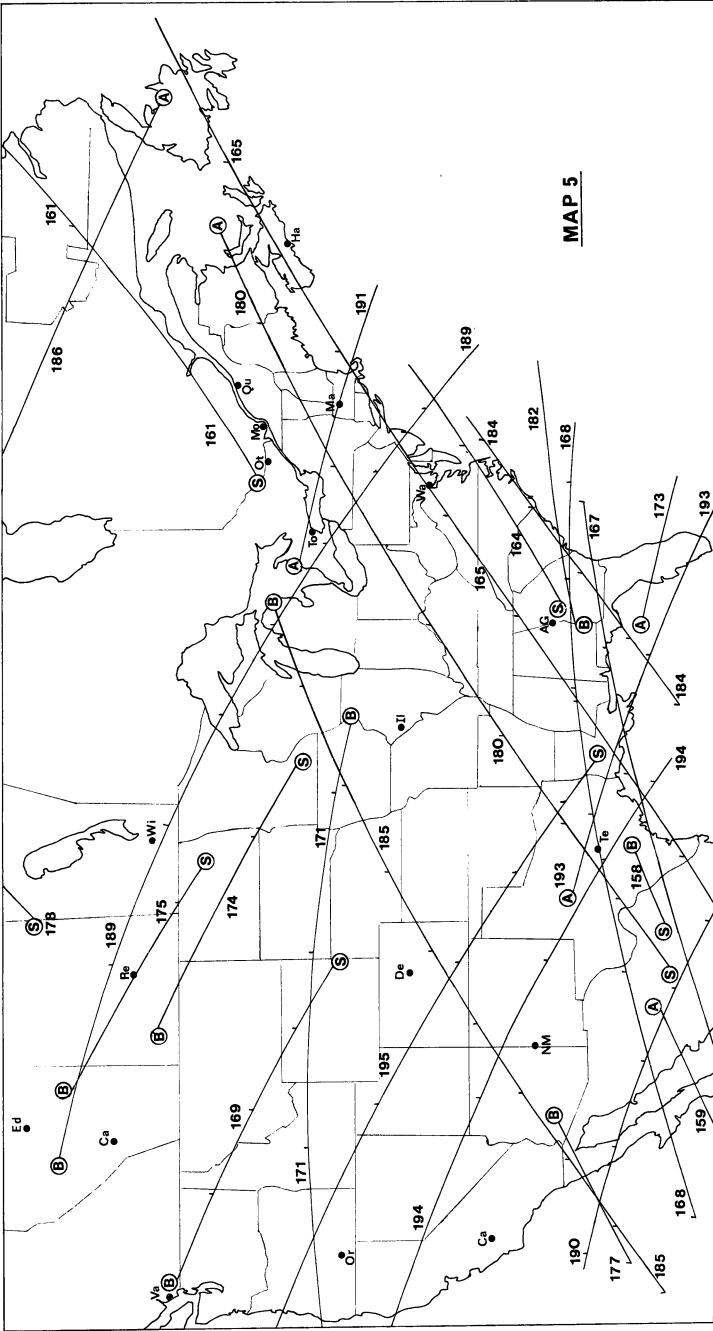 A
165
161
MAP 5
A
Ha
180
186
191
189
Qu
161
Ma
Mo
Ot
S
184
182
168
Wa
To
167
A
164
193
173
165
B
S
AG
B
A
184
B
Il
180
S
S
194
Wi
171
185
Te
B
S
174
193
A
158
175
S
178
189
S
Re
De
S
A
B
NM
195
B
169
B
159
Ed
Ca
B
171
194
168
Ca
190
Or
177
185
B
Va